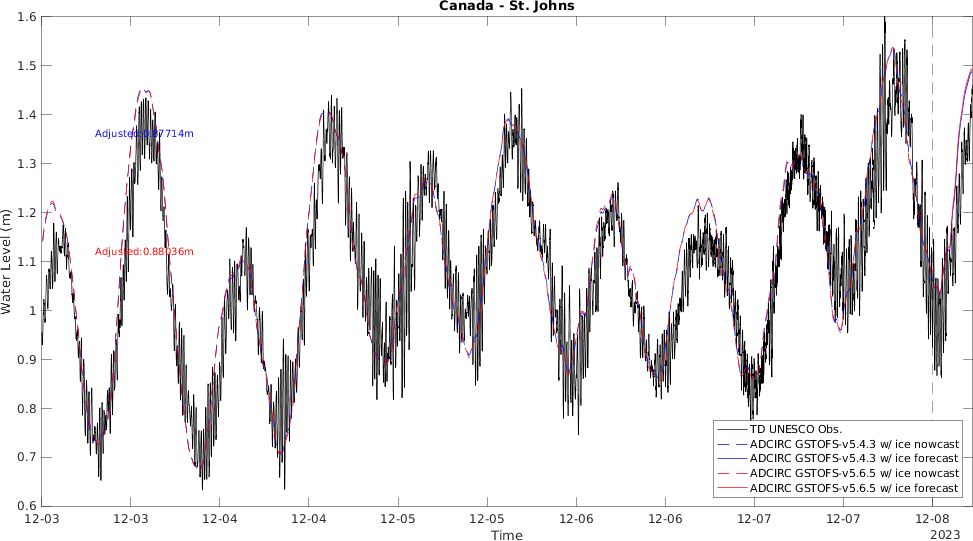 Canada - St. Johns
1.6
1.5
1.4
1.3
1.2
1.1
1
0.9
0.8
0.7
0.6
Water Level (m)
Adjusted:0.87714m
Adjusted:0.88036m
TD UNESCO Obs.
ADCIRC GSTOFS-v5.4.3 w/ ice nowcast
ADCIRC GSTOFS-v5.4.3 w/ ice forecast
ADCIRC GSTOFS-v5.6.5 w/ ice nowcast
ADCIRC GSTOFS-v5.6.5 w/ ice forecast
12-03 12-03 12-04 12-04 12-05 12-05 12-06 12-06 12-07 12-07 12-08
2023
Time